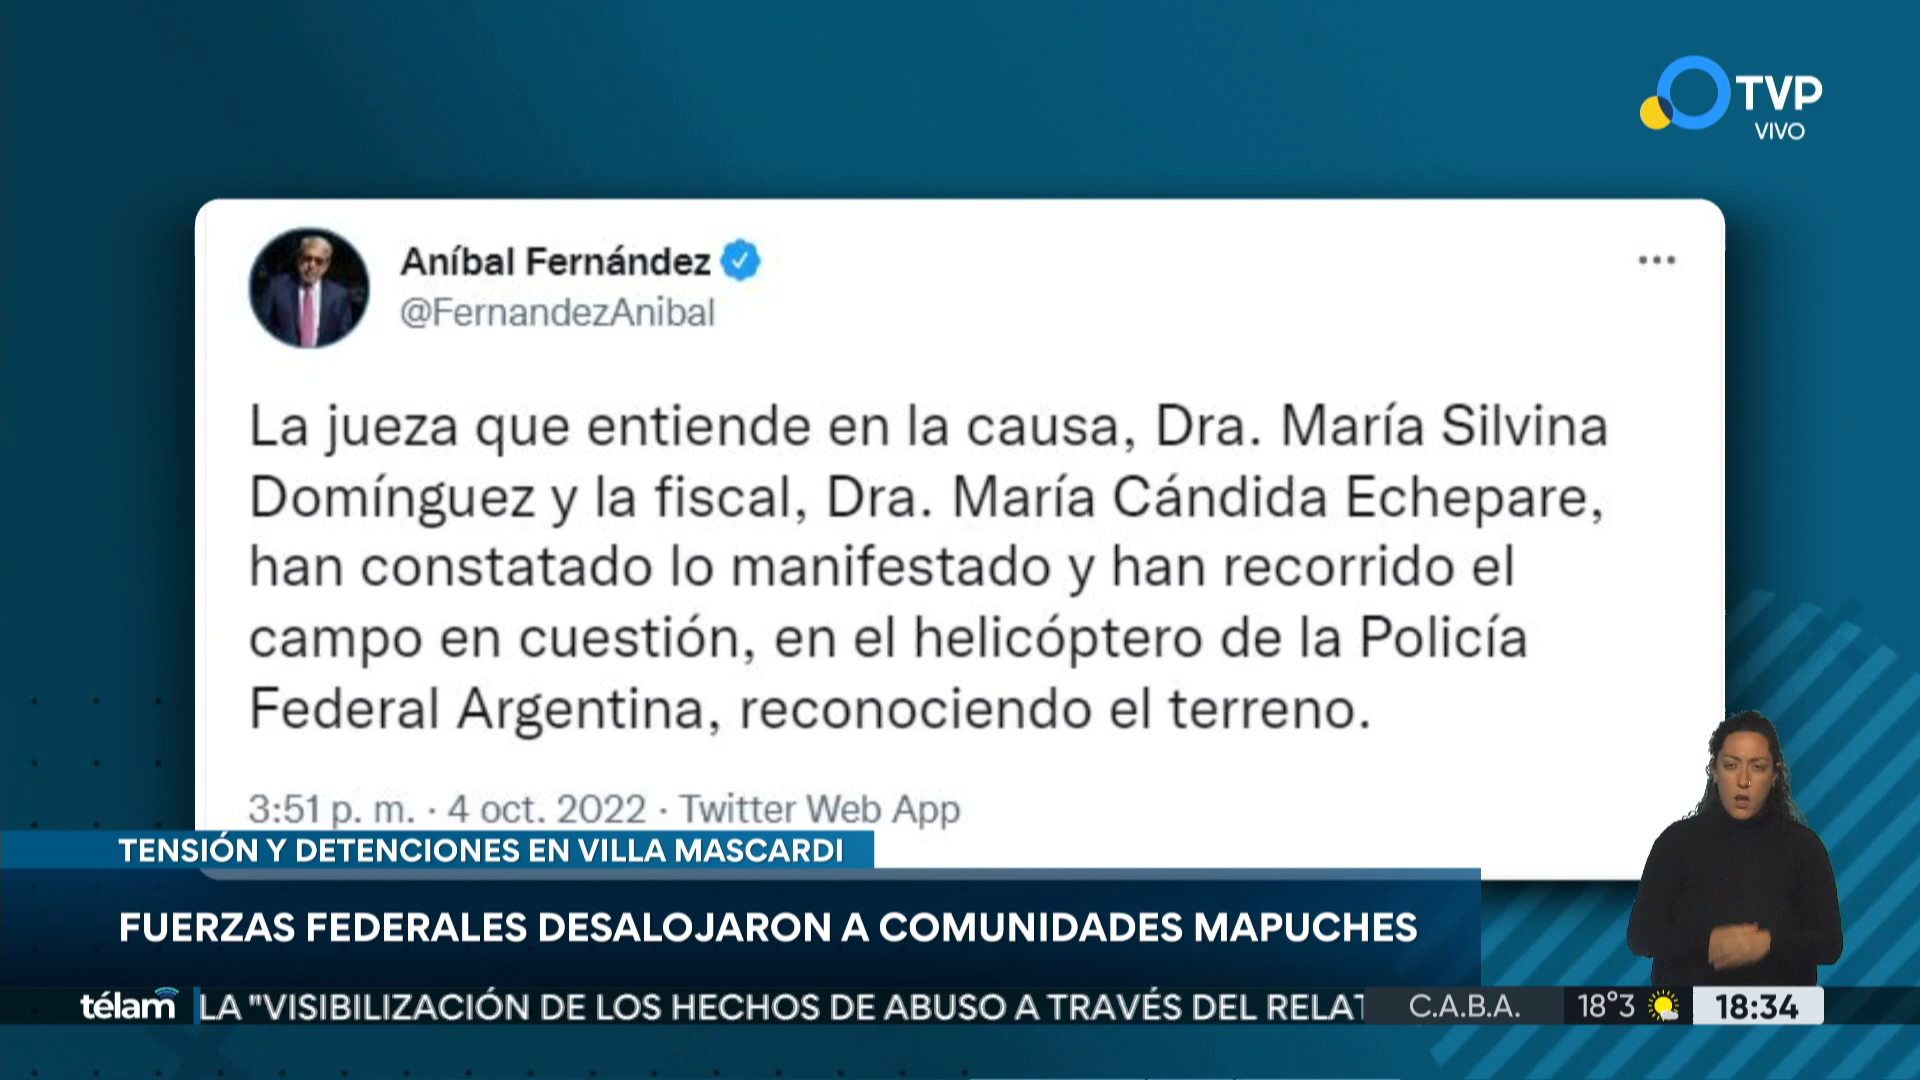 TVP
VIVO
Aníbal Fernández
@FernandezAnibal
La jueza que entiende en la causa, Dra. María Silvina
Domínguez y la fiscal, Dra. María Cándida Echepare,
han constatado lo manifestado y han recorrido el
campo en cuestión, en el helicóptero de la Policía
Federal Argentina, reconociendo el terreno.
3:51 p. m. · 4 oct. 2022 · Twitter Web App
TENSIÓN Y DETENCIONES EN VILLA MASCARDI
FUERZAS FEDERALES DESALOJARON A COMUNIDADES MAPUCHES
télam LA "VISIBILIZACIÓN DE LOS HECHOS DE ABUSO A TRAVÉS DEL RELAT C.A.B.A. 18°3 18:34